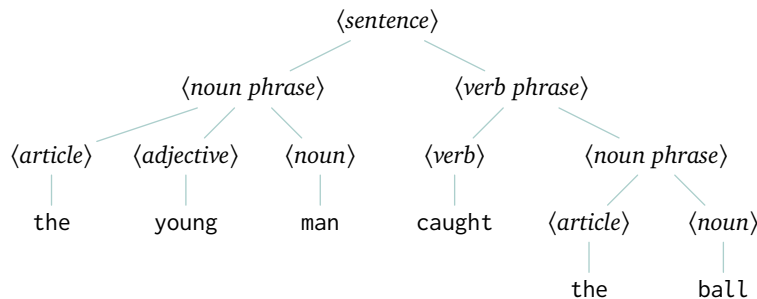 ⟨sentence⟩
⟨noun phrase⟩ ⟨verb phrase⟩
⟨article⟩ ⟨adjective⟩ ⟨noun⟩ ⟨verb⟩ ⟨noun phrase⟩
the young man caught ⟨article⟩ ⟨noun⟩
the ball